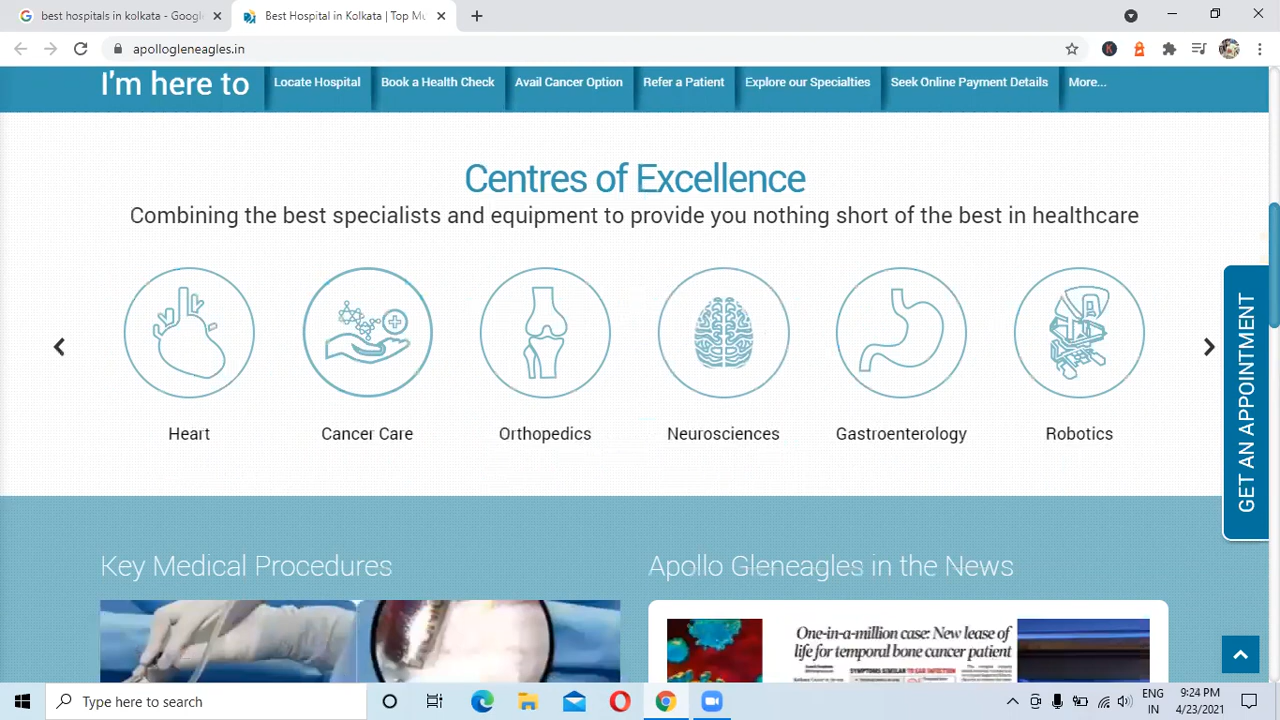 best hospitals in kolkata - Google
Best Hospital in Kolkata | Top Mu
apollogleneagles.in
I'm here to
Locate Hospital
Book a Health Check
Avail Cancer Option
Refer a Patient
Explore our Specialties
Seek Online Payment Details
More...
Centres of Excellence
Combining the best specialists and equipment to provide you nothing short of the best in healthcare
Heart
Cancer Care
Orthopedics
Neurosciences
Gastroenterology
Robotics
GET AN APPOINTMENT
Key Medical Procedures
Apollo Gleneagles in the News
One-in-a-million case: New lease of
life for temporal bone cancer patient
Type here to search
ENG
IN
9:24 PM
4/23/2021